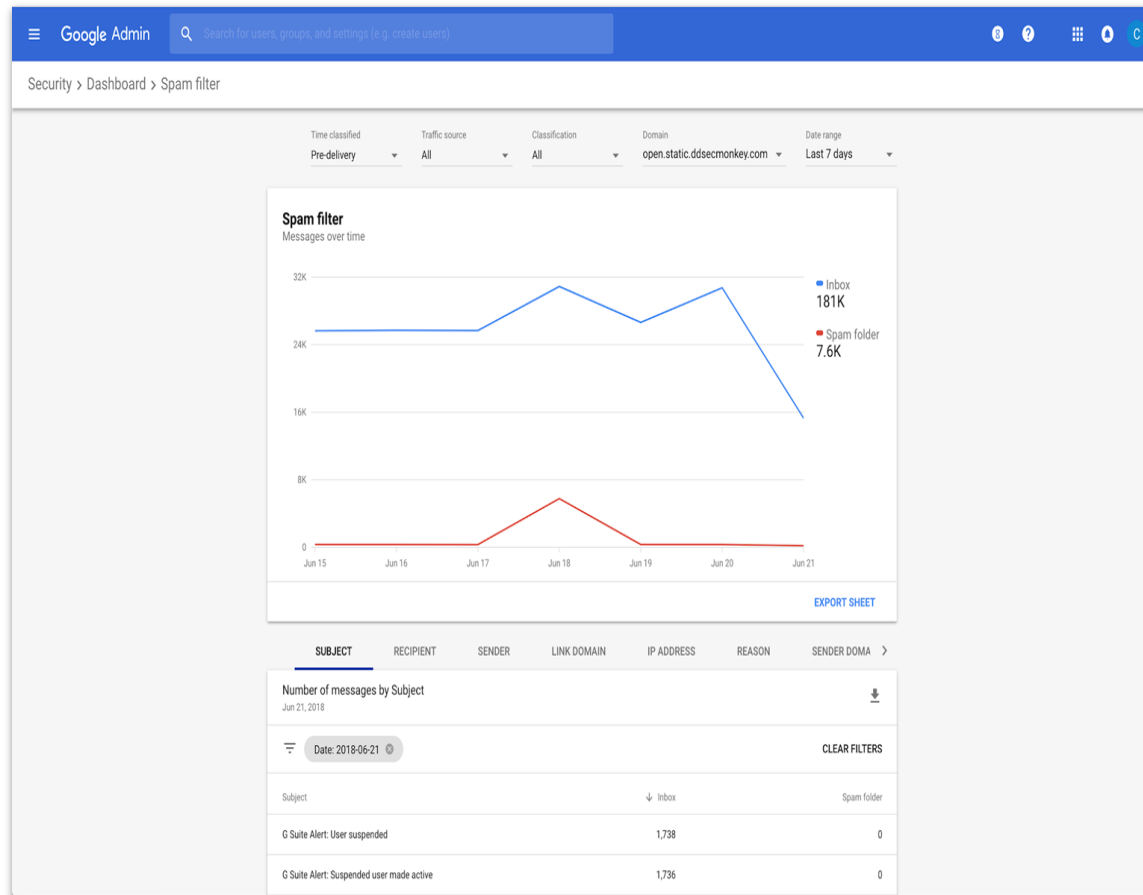 Google Admin
Search for users, groups, and settings (e.g. create users)
8
?
C
Security > Dashboard > Spam filter
Time classified
Pre-delivery
Traffic source
All
Classification
All
Domain
open.static.ddsecmonkey.com
Date range
Last 7 days
Spam filter
Messages over time
32K
24K
16K
8K
0
Jun 15
Jun 16
Jun 17
Jun 18
Jun 19
Jun 20
Jun 21
Inbox
181K
Spam folder
7.6K
EXPORT SHEET
SUBJECT RECIPIENT SENDER LINK DOMAIN IP ADDRESS REASON SENDER DOMA
Number of messages by Subject
Jun 21, 2018
Date: 2018-06-21
CLEAR FILTERS
Subject Inbox Spam folder
G Suite Alert: User suspended 1,738 0
G Suite Alert: Suspended user made active 1,736 0